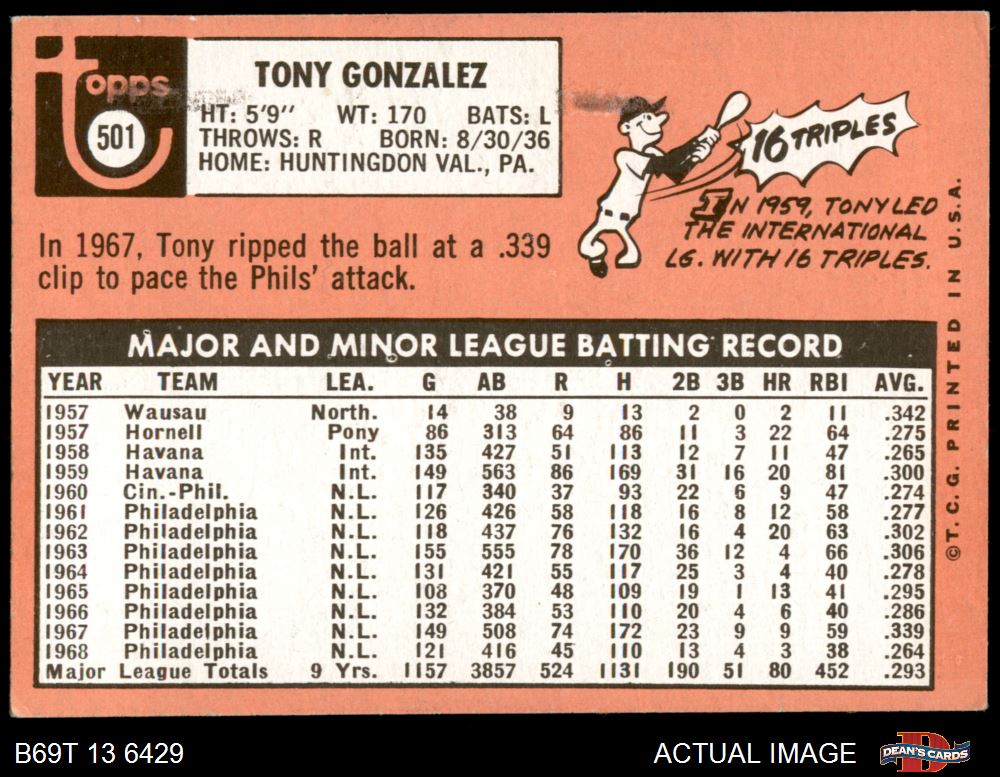 topps
501
TONY GONZALEZ
HT: 5'9" WT: 170 BATS: L
THROWS: R BORN: 8/30/36
HOME: HUNTINGDON VAL., PA.
16 TRIPLES
IN 1959, TONY LED
THE INTERNATIONAL
LG. WITH 16 TRIPLES.
In 1967, Tony ripped the ball at a .339
clip to pace the Phils' attack.
MAJOR AND MINOR LEAGUE BATTING RECORD
YEAR TEAM LEA. G AB R H 2B 3B HR RBI AVG.
1957 Wausau North. 14 38 9 13 2 0 2 11 .342
1957 Hornell Pony 86 313 64 86 11 3 22 64 .275
1958 Havana Int. 135 427 51 113 12 7 11 47 .265
1959 Havana Int. 149 563 86 169 31 16 20 81 .300
1960 Cin.-Phil. N.L. 117 340 37 93 22 6 9 47 .274
1961 Philadelphia N.L. 126 426 58 118 16 8 12 58 .277
1962 Philadelphia N.L. 118 437 76 132 16 4 20 63 .302
1963 Philadelphia N.L. 155 555 78 170 36 12 4 66 .306
1964 Philadelphia N.L. 131 421 55 117 25 3 4 40 .278
1965 Philadelphia N.L. 108 370 48 109 19 1 13 41 .295
1966 Philadelphia N.L. 132 384 53 110 20 4 6 40 .286
1967 Philadelphia N.L. 149 508 74 172 23 9 9 59 .339
1968 Philadelphia N.L. 121 416 45 110 13 4 3 38 .264
Major League Totals 9 Yrs. 1157 3857 524 1131 190 51 80 452 .293
©T.C.G. PRINTED IN U.S.A.
B69T 13 6429
ACTUAL IMAGE
D
DEAN'S CARDS